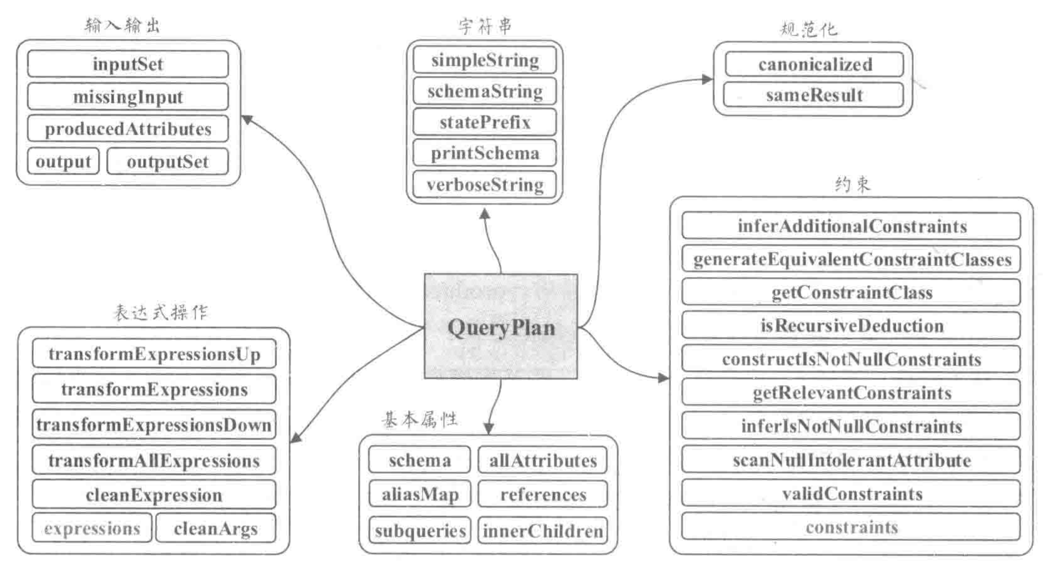 输入输出
inputSet
missingInput
producedAttributes
output outputSet
字符串
simpleString
schemaString
statePrefix
printSchema
verboseString
规范化
canonicalized
sameResult
QueryPlan
表达式操作
transformExpressionsUp
transformExpressions
transformExpressionsDown
transformAllExpressions
cleanExpression
expressions cleanArgs
基本属性
schema allAttributes
aliasMap references
subqueries innerChildren
约束
inferAdditionalConstraints
generateEquivalentConstraintClasses
getConstraintClass
isRecursiveDeduction
constructIsNotNullConstraints
getRelevantConstraints
inferIsNotNullConstraints
scanNullIntolerantAttribute
validConstraints
constraints